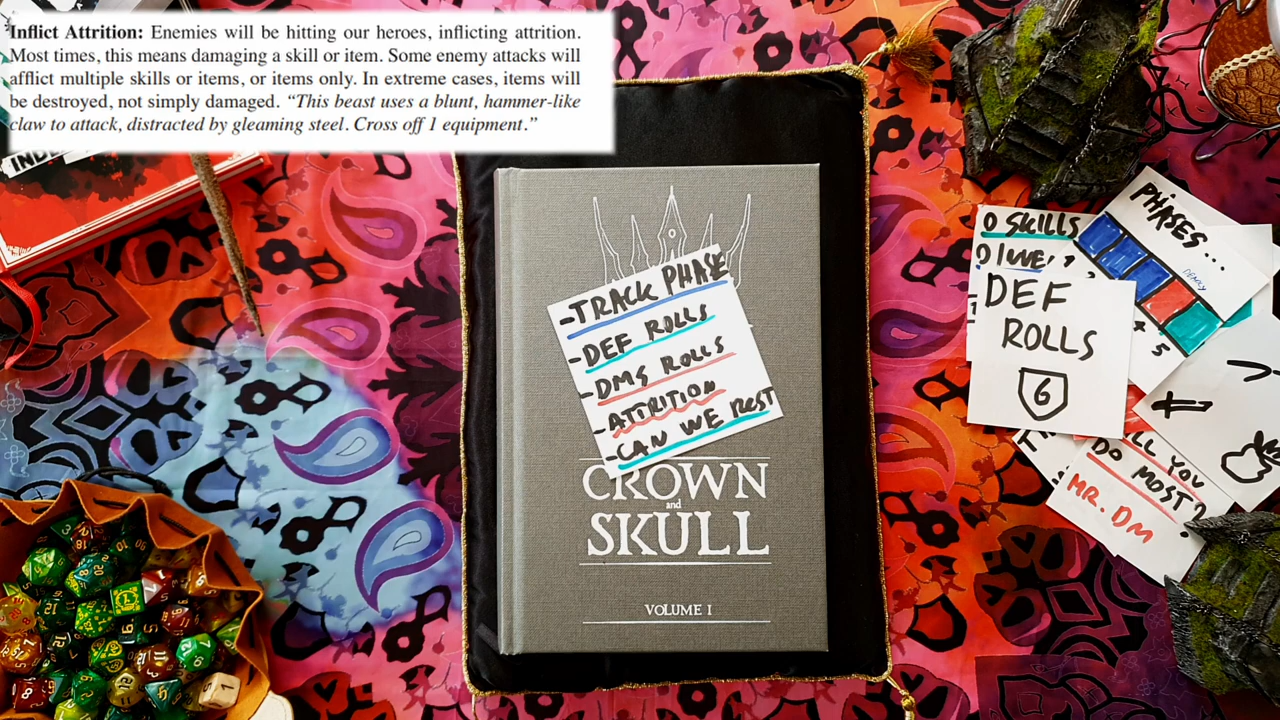 Inflict Attrition: Enemies will be hitting our heroes, inflicting attrition.
Most times, this means damaging a skill or item. Some enemy attacks will
afflict multiple skills or items, or items only. In extreme cases, items will
be destroyed, not simply damaged. “This beast uses a blunt, hammer-like
claw to attack, distracted by gleaming steel. Cross off 1 equipment.”
-TRACK PHASE
-DEF ROLLS
-DMG ROLLS
-ATTRITION
-CAN WE REST
CROWN
and
SKULL
VOLUME I
PHASES...
SKILLS
DEF
ROLLS
6
5
YOU
DO MOST?
MR. DM